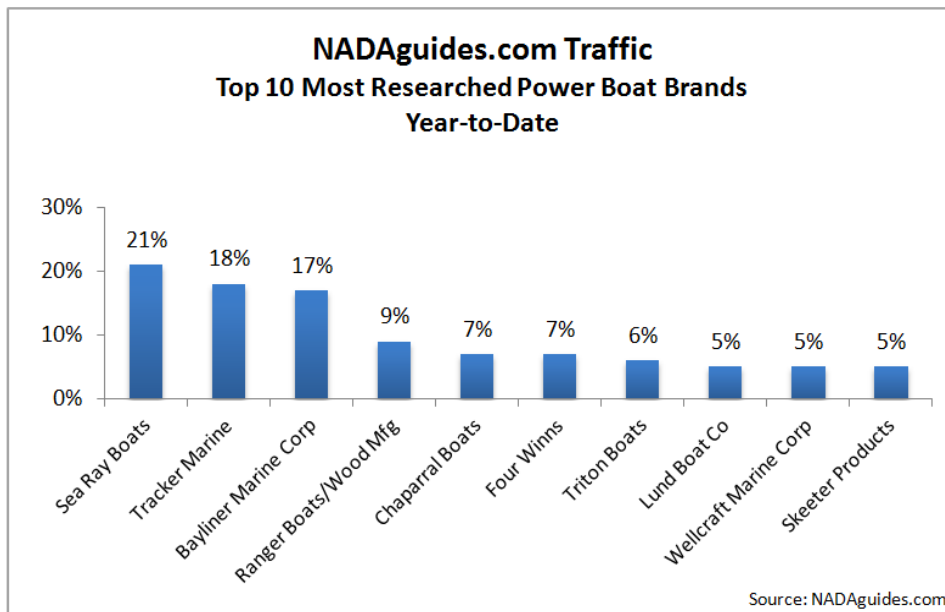 NADAguides.com Traffic
Top 10 Most Researched Power Boat Brands
Year-to-Date
30%
20%
10%
0%
21%
18%
17%
9%
7%
7%
6%
5%
5%
5%
Sea Ray Boats
Tracker Marine
Bayliner Marine Corp
Ranger Boats/Wood Mfg
Chaparral Boats
Four Winns
Triton Boats
Lund Boat Co
Wellcraft Marine Corp
Skeeter Products
Source: NADAguides.com